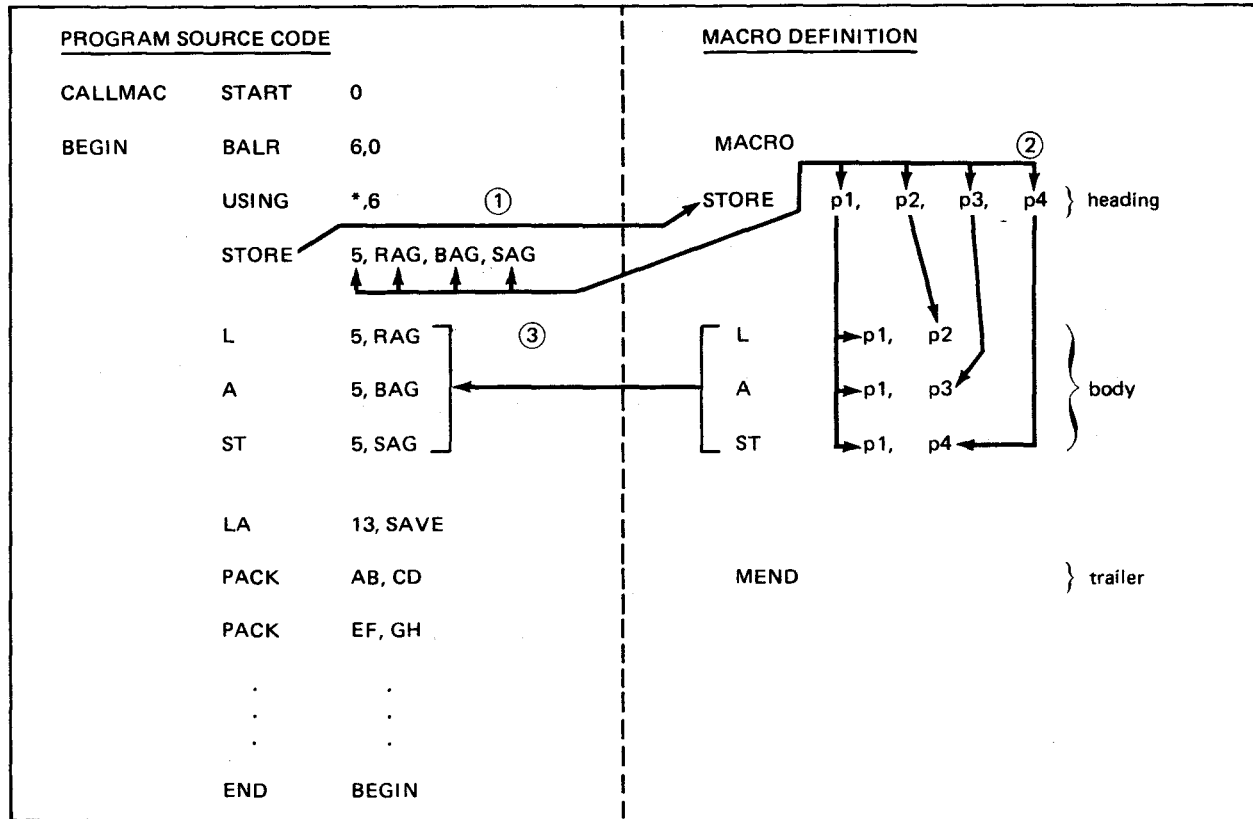 PROGRAM SOURCE CODE
CALLMAC START 0
BEGIN BALR 6,0
USING *,6
①
STORE 5, RAG, BAG, SAG
L 5, RAG
③
A 5, BAG
ST 5, SAG
LA 13, SAVE
PACK AB, CD
PACK EF, GH
. .
. .
. .
END BEGIN
MACRO DEFINITION
MACRO
②
STORE p1, p2, p3, p4 } heading
L p1, p2
A p1, p3 } body
ST p1, p4
MEND } trailer